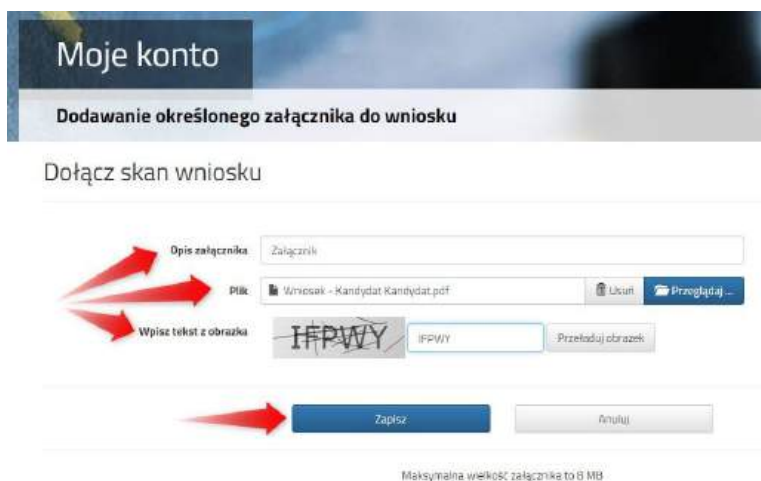 Moje konto
Dodawanie określonego załącznika do wniosku
Dołącz skan wniosku
Opis załącznika Załącznik
Plik Wniosek - Kandydat Kandydat.pdf Usuń Przeglądaj ...
Wpisz tekst z obrazka IFPWY IFPWY Przeładuj obrazek
Zapisz Anuluj
Maksymalna wielkość załącznika to 8 MB